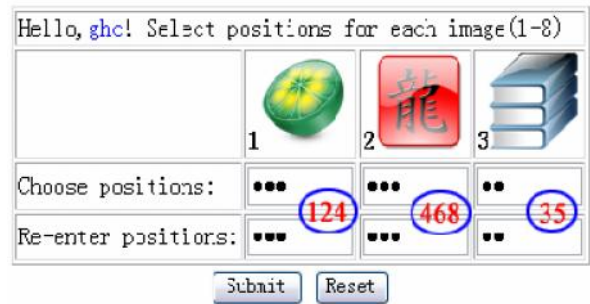 Hello, ghc! Select positions for each image(1-8)
1 2 龍 3
Choose positions: ••• ••• ••
124 468 35
Re-enter positions: ••• ••• ••
Submit Reset